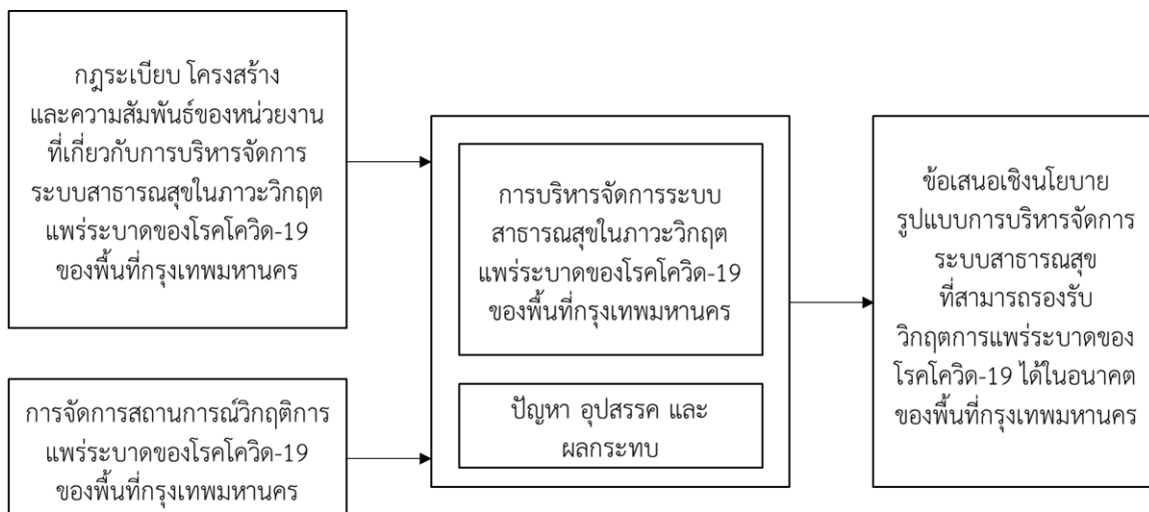 กฎระเบียบ โครงสร้าง
และความสัมพันธ์ของหน่วยงาน
ที่เกี่ยวกับการบริหารจัดการ
ระบบสาธารณสุขในภาวะวิกฤต
แพร่ระบาดของโรคโควิด-19
ของพื้นที่กรุงเทพมหานคร
การจัดการสถานการณ์วิกฤติการ
แพร่ระบาดของโรคโควิด-19
ของพื้นที่กรุงเทพมหานคร
การบริหารจัดการระบบ
สาธารณสุขในภาวะวิกฤต
แพร่ระบาดของโรคโควิด-19
ของพื้นที่กรุงเทพมหานคร
ปัญหา อุปสรรค และ
ผลกระทบ
ข้อเสนอเชิงนโยบาย
รูปแบบการบริหารจัดการ
ระบบสาธารณสุข
ที่สามารถรองรับ
วิกฤตการแพร่ระบาดของ
โรคโควิด-19 ได้ในอนาคต
ของพื้นที่กรุงเทพมหานคร